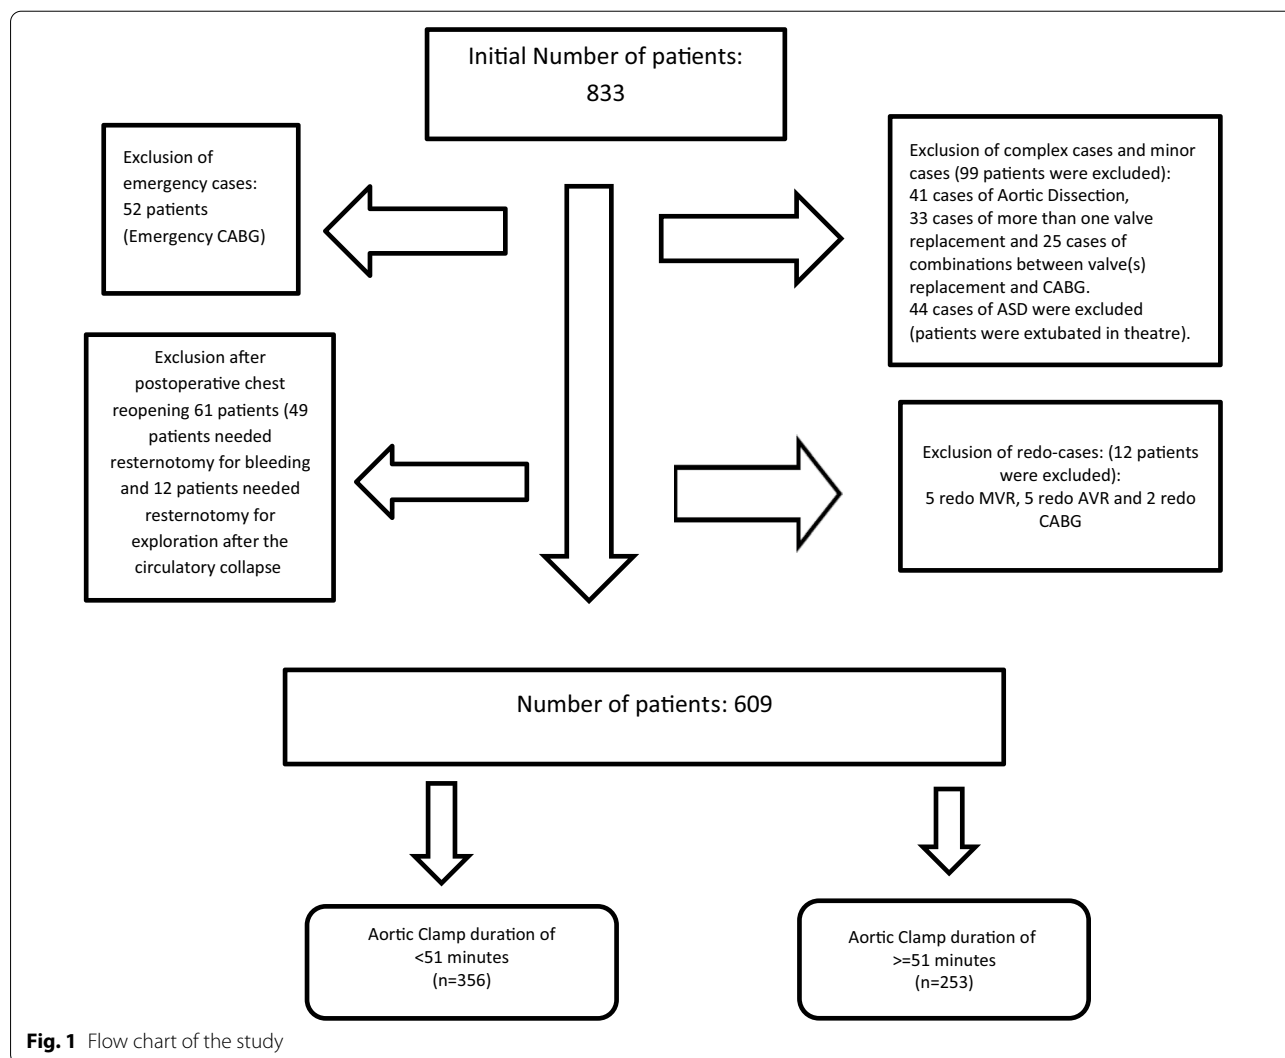 Initial Number of patients:
833
Exclusion of
emergency cases:
52 patients
(Emergency CABG)
Exclusion of complex cases and minor
cases (99 patients were excluded):
41 cases of Aortic Dissection,
33 cases of more than one valve
replacement and 25 cases of
combinations between valve(s)
replacement and CABG.
44 cases of ASD were excluded
(patients were extubated in theatre).
Exclusion after
postoperative chest
reopening 61 patients (49
patients needed
resternotomy for bleeding
and 12 patients needed
resternotomy for
exploration after the
circulatory collapse
Exclusion of redo-cases: (12 patients
were excluded):
5 redo MVR, 5 redo AVR and 2 redo
CABG
Number of patients: 609
Aortic Clamp duration of
<51 minutes
(n=356)
Aortic Clamp duration of
>=51 minutes
(n=253)
Fig. 1 Flow chart of the study